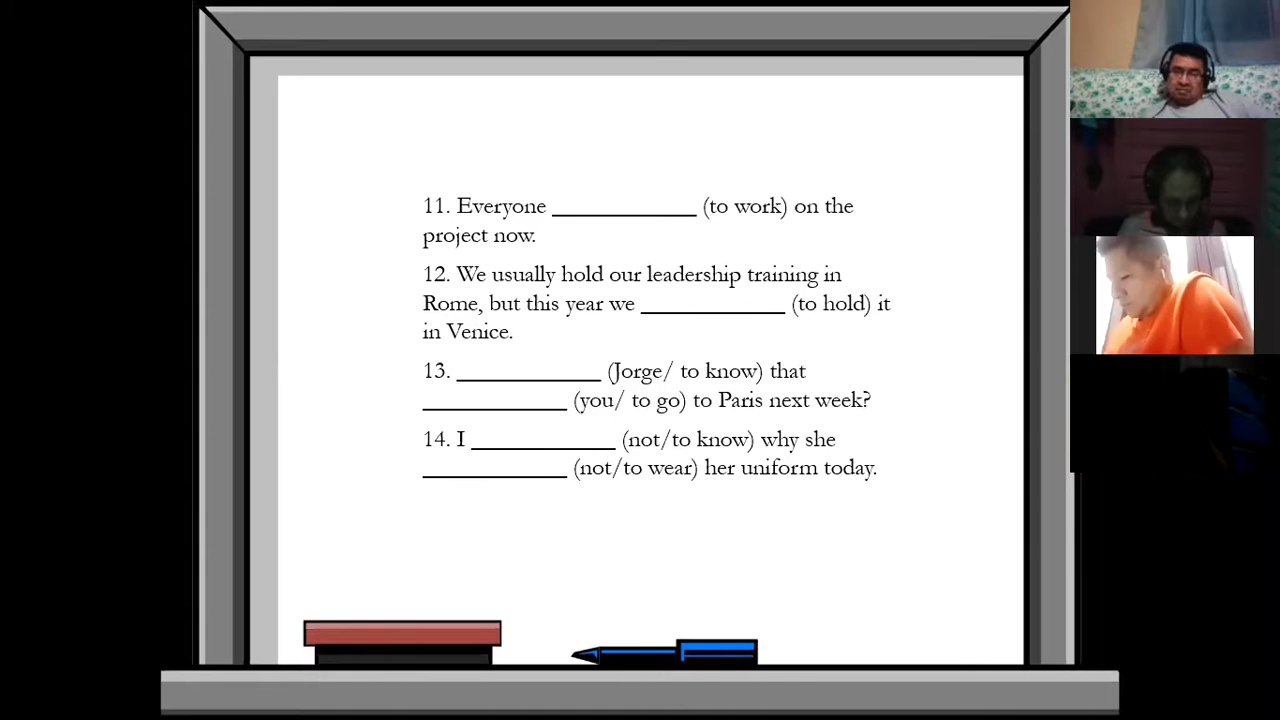 11. Everyone ____________ (to work) on the
project now.
12. We usually hold our leadership training in
Rome, but this year we ____________ (to hold) it
in Venice.
13. ____________ (Jorge/ to know) that
____________ (you/ to go) to Paris next week?
14. I ____________ (not/to know) why she
____________ (not/to wear) her uniform today.